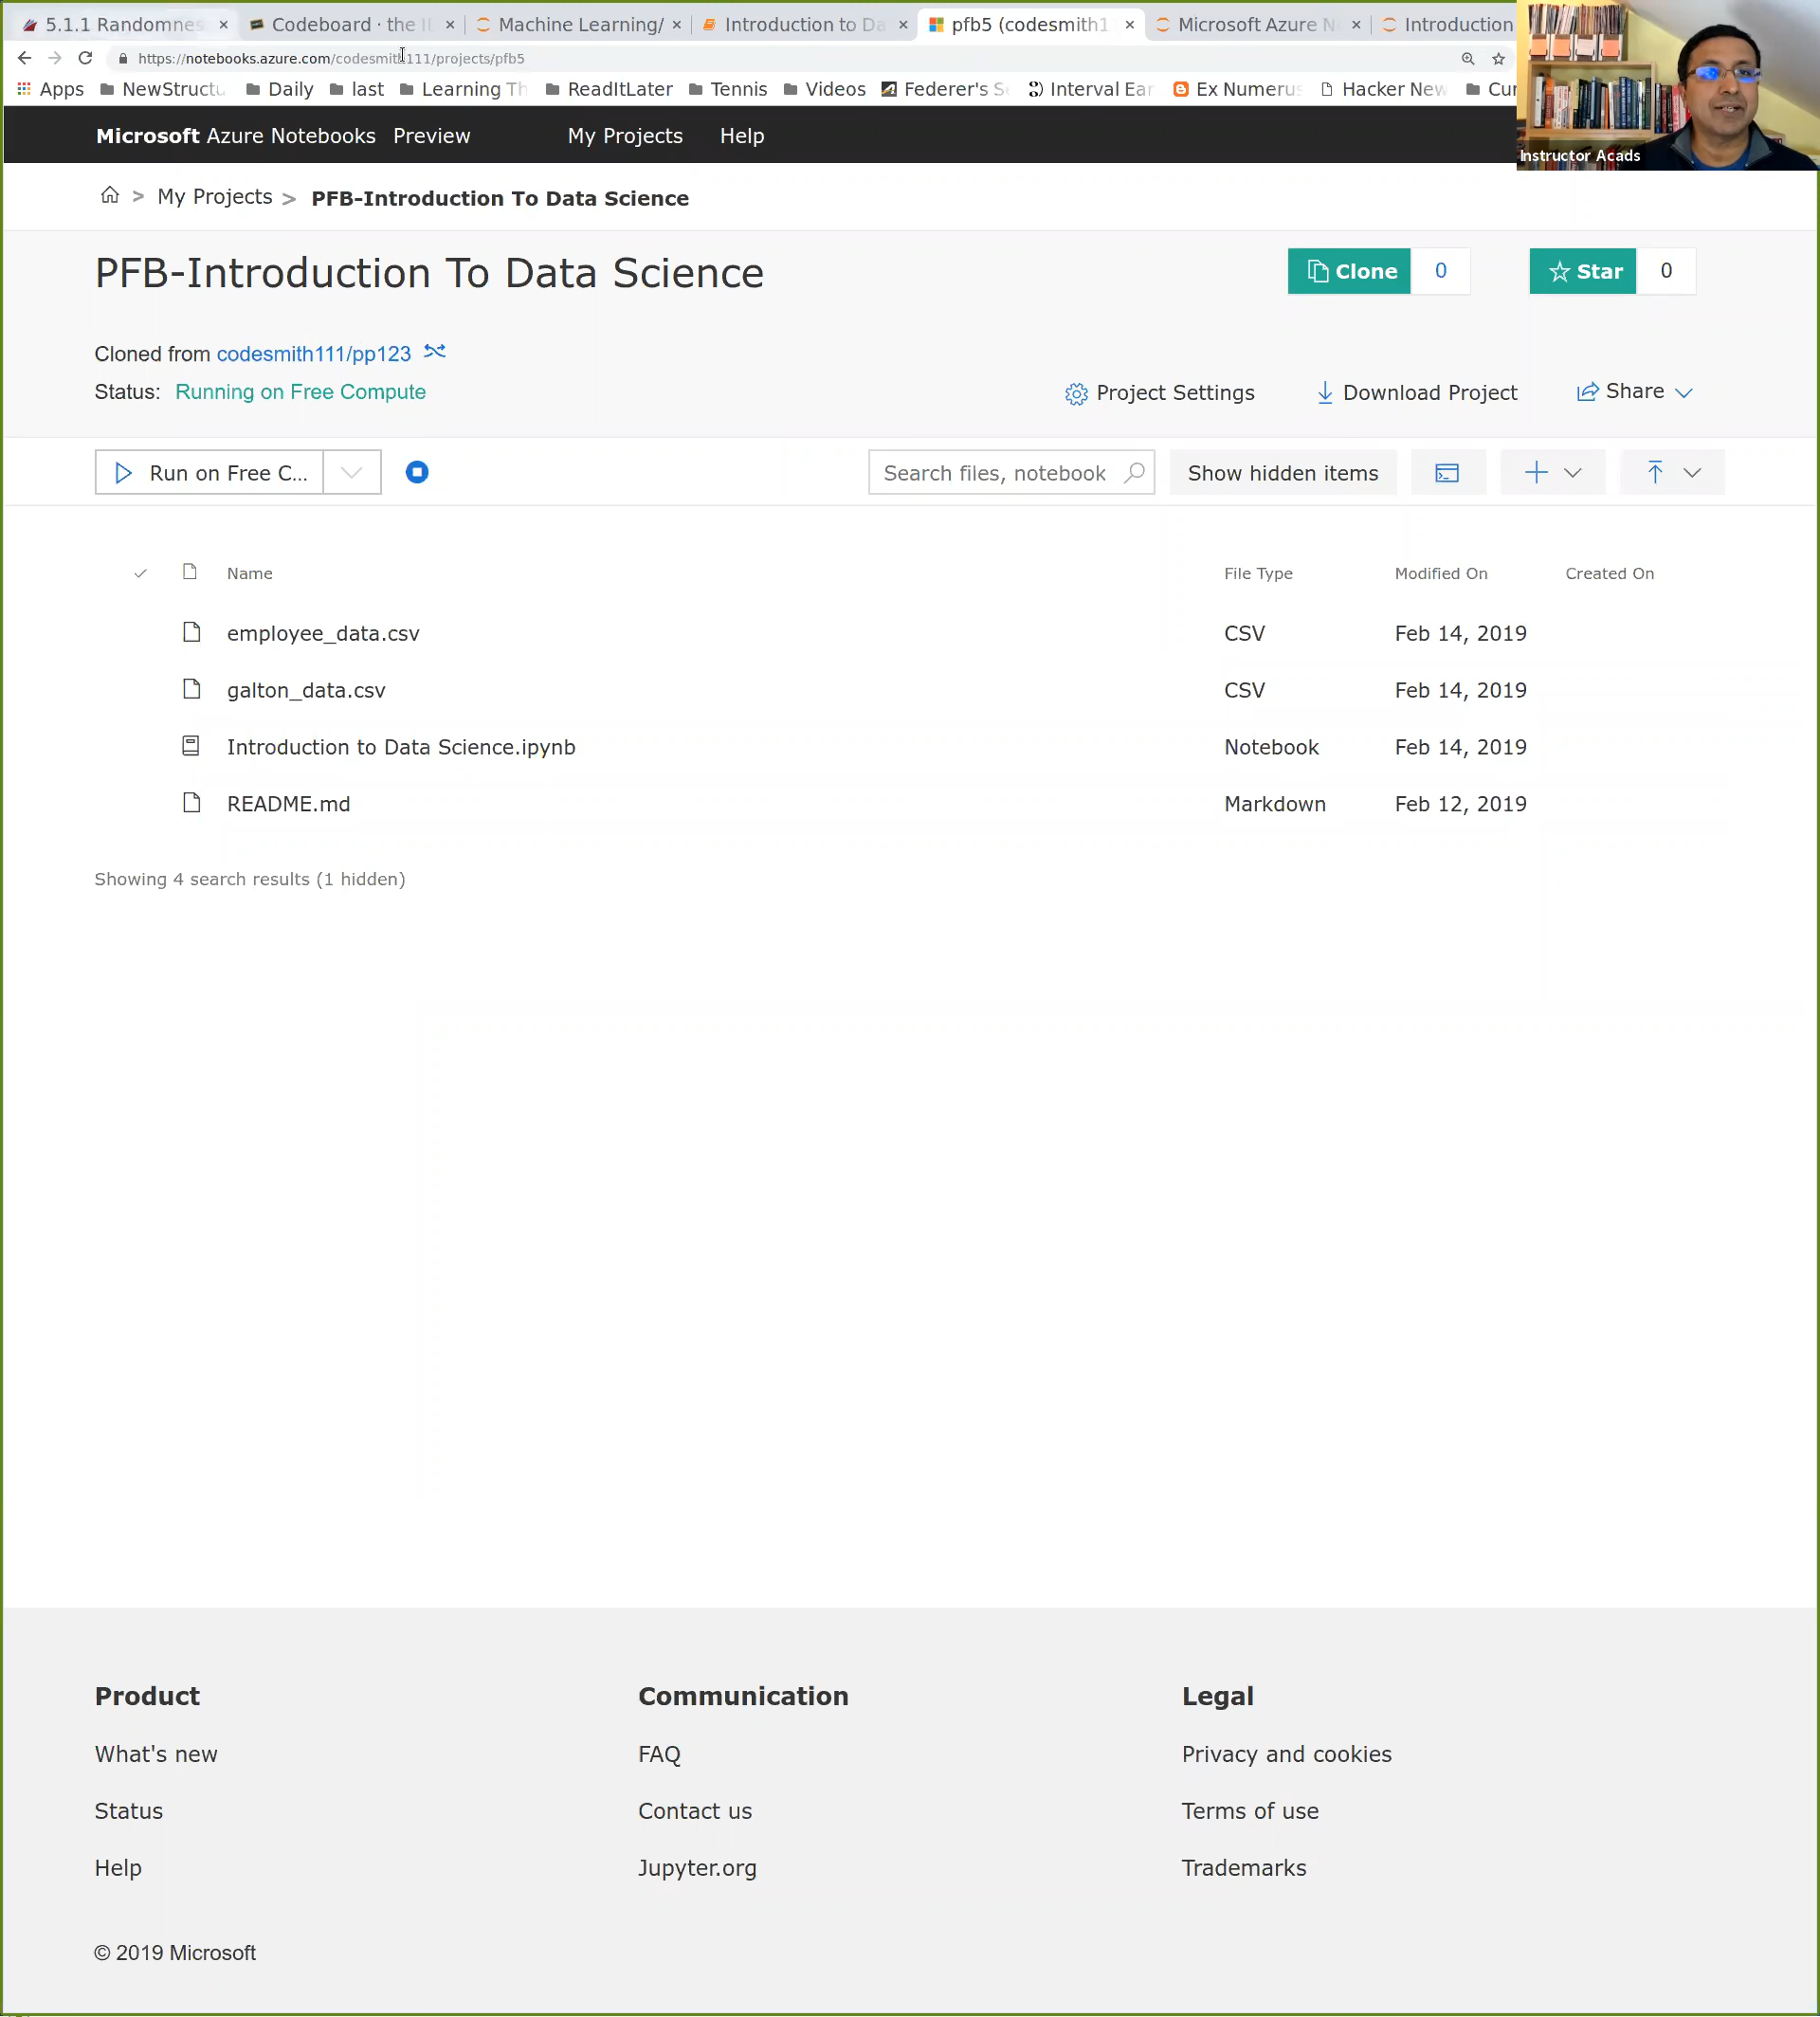 5.1.1 Randomnes × Codeboard · the I × Machine Learning/ × Introduction to Da × pfb5 (codesmith1 × Microsoft Azure N × Introduction
https://notebooks.azure.com/codesmith111/projects/pfb5
Apps NewStructu Daily last Learning Th ReadItLater Tennis Videos Federer's S Interval Ear Ex Numerus Hacker New Cur
Instructor Acads
Microsoft Azure Notebooks Preview My Projects Help
> My Projects > PFB-Introduction To Data Science
PFB-Introduction To Data Science
Clone 0 Star 0
Cloned from codesmith111/pp123
Status: Running on Free Compute
Project Settings Download Project Share
Run on Free C... Search files, notebook Show hidden items
Name File Type Modified On Created On
employee_data.csv CSV Feb 14, 2019
galton_data.csv CSV Feb 14, 2019
Introduction to Data Science.ipynb Notebook Feb 14, 2019
README.md Markdown Feb 12, 2019
Showing 4 search results (1 hidden)
Product Communication Legal
What's new FAQ Privacy and cookies
Status Contact us Terms of use
Help Jupyter.org Trademarks
© 2019 Microsoft